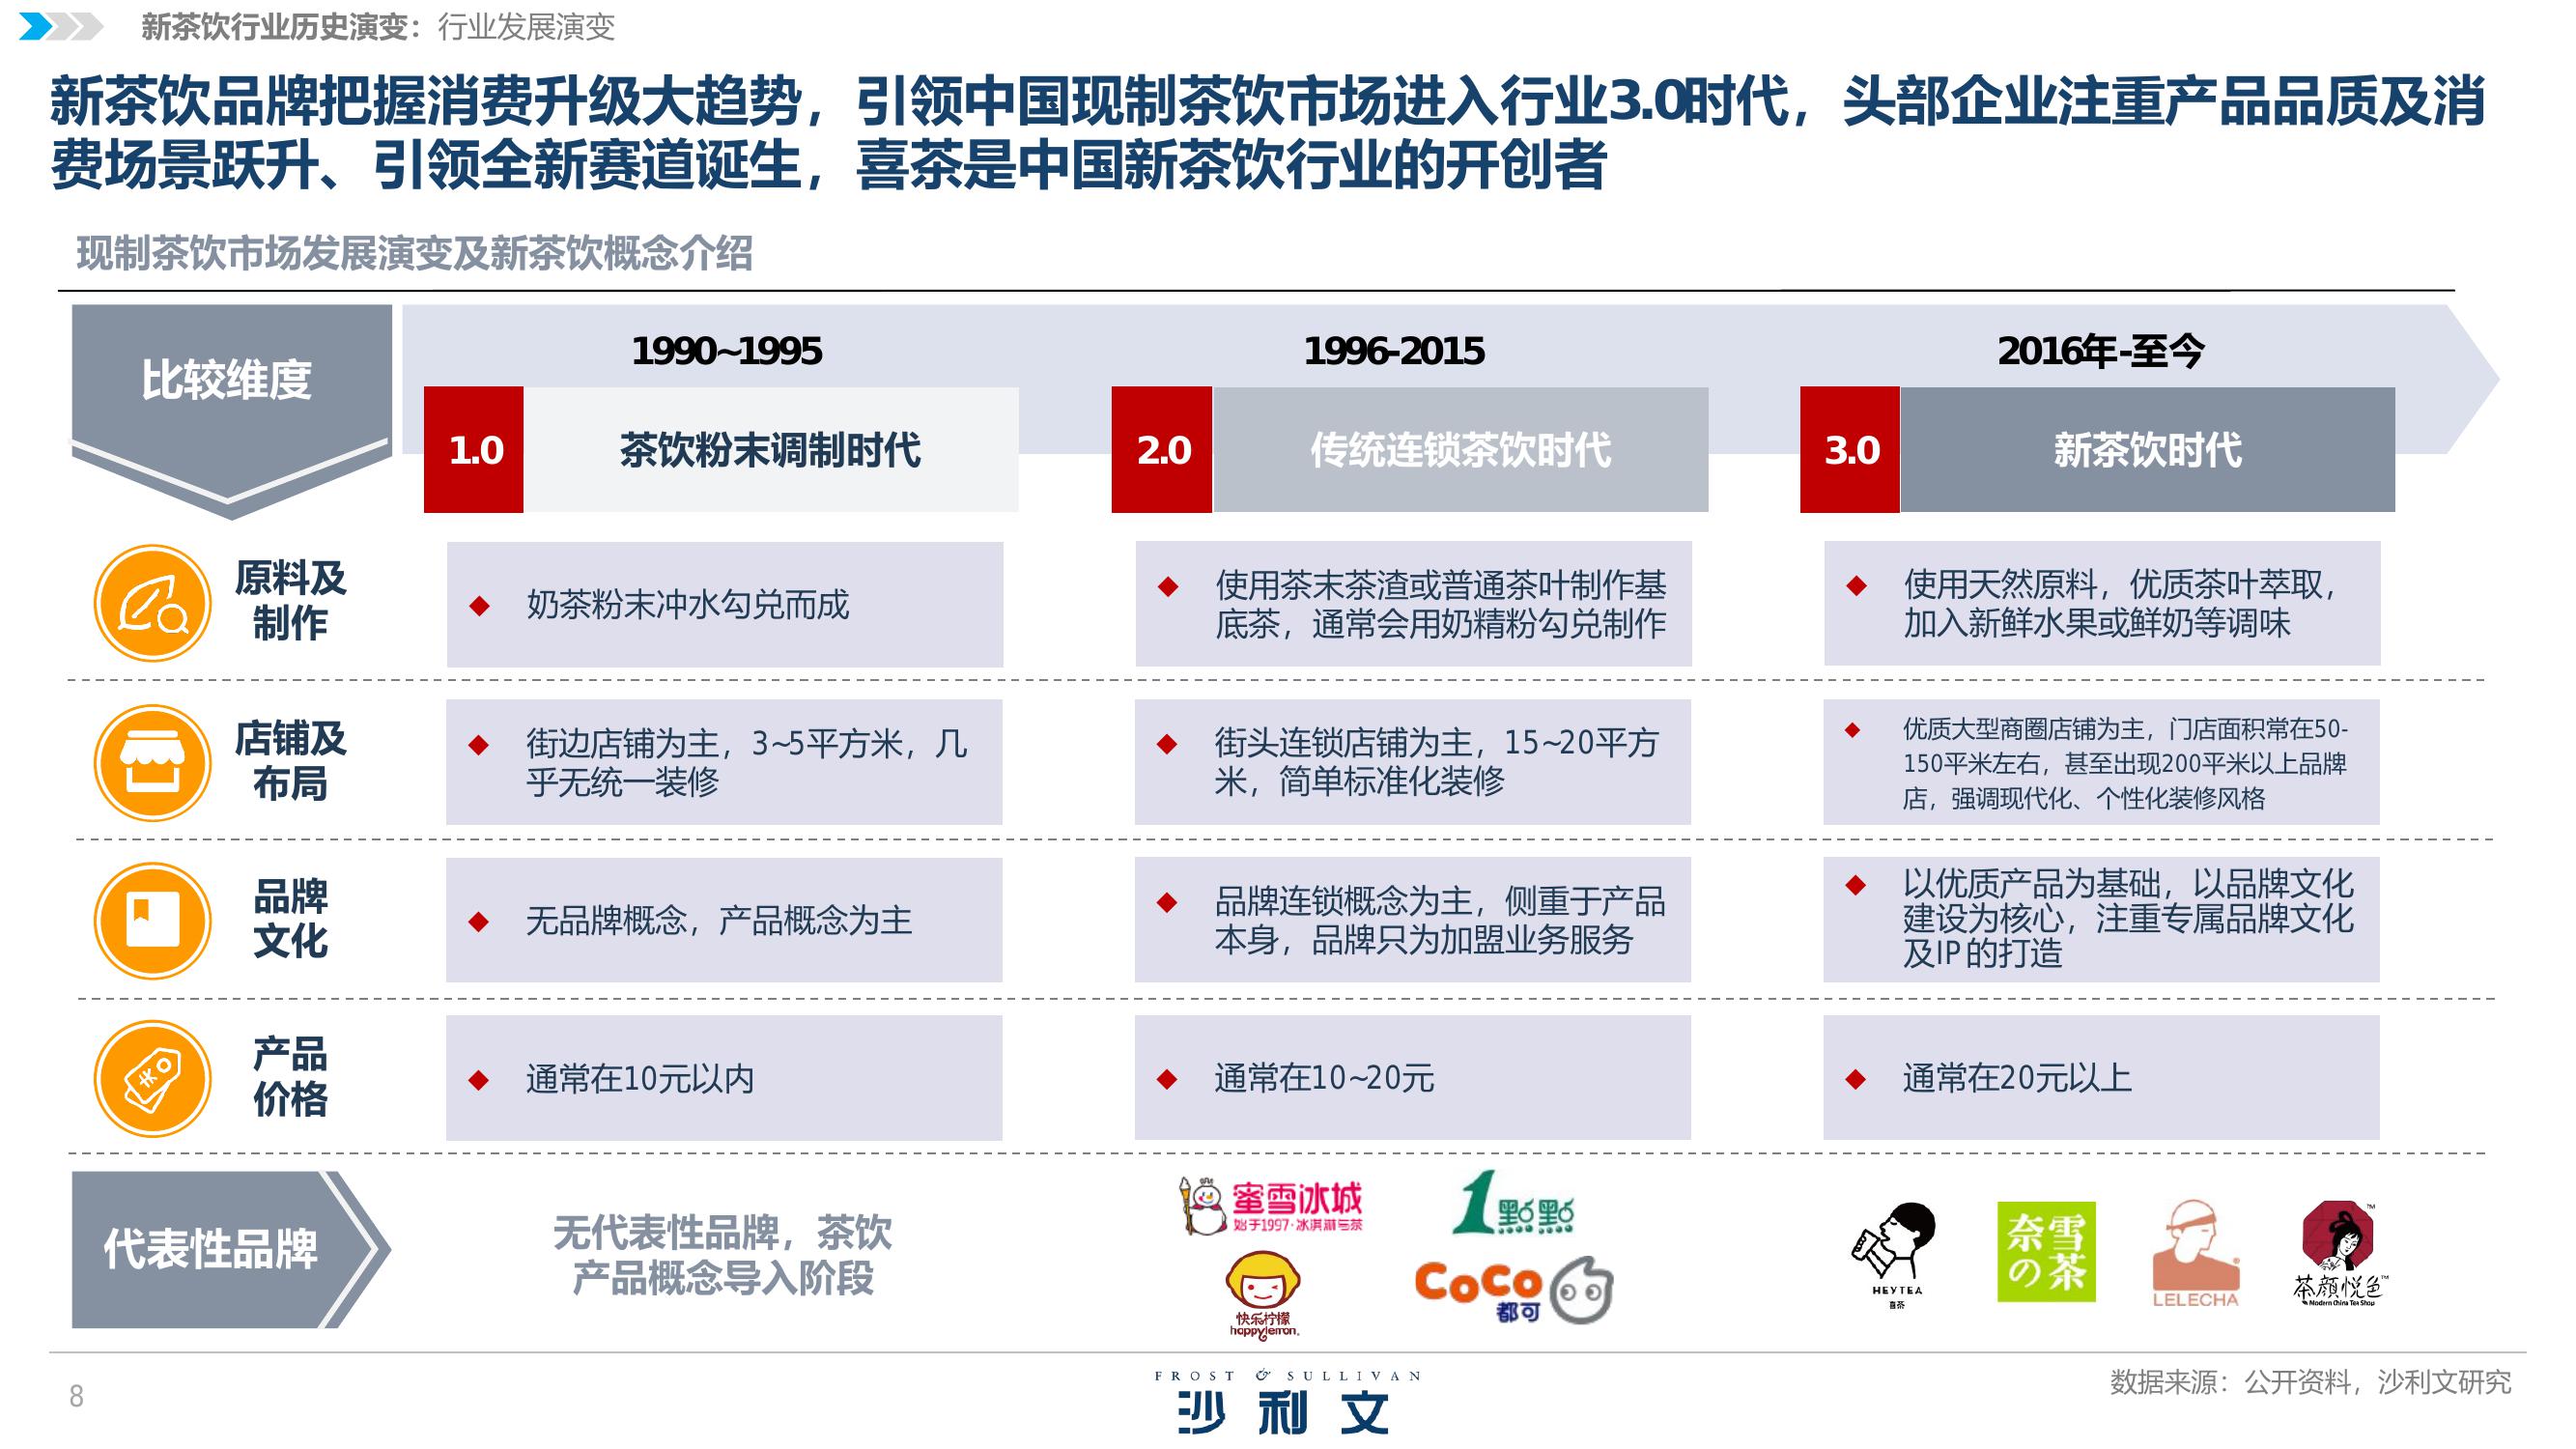 新茶饮行业历史演变：行业发展演变
新茶饮品牌把握消费升级大趋势，引领中国现制茶饮市场进入行业3.0时代，头部企业注重产品品质及消
费场景跃升、引领全新赛道诞生，喜茶是中国新茶饮行业的开创者
现制茶饮市场发展演变及新茶饮概念介绍
比较维度
1990~1995
1996-2015
2016年-至今
1.0
茶饮粉末调制时代
2.0
传统连锁茶饮时代
3.0
新茶饮时代
原料及
制作
奶茶粉末冲水勾兑而成
使用茶末茶渣或普通茶叶制作基
底茶，通常会用奶精粉勾兑制作
使用天然原料，优质茶叶萃取，
加入新鲜水果或鲜奶等调味
店铺及
布局
街边店铺为主，3~5平方米，几
乎无统一装修
街头连锁店铺为主，15~20平方
米，简单标准化装修
优质大型商圈店铺为主，门店面积常在50-
150平米左右，甚至出现200平米以上品牌
店，强调现代化、个性化装修风格
品牌
文化
无品牌概念，产品概念为主
品牌连锁概念为主，侧重于产品
本身，品牌只为加盟业务服务
以优质产品为基础，以品牌文化
建设为核心，注重专属品牌文化
及IP的打造
产品
价格
通常在10元以内
通常在10~20元
通常在20元以上
代表性品牌
无代表性品牌，茶饮
产品概念导入阶段
蜜雪冰城
始于1997·冰淇淋与茶
1點點
快乐柠檬
happylemon.
CoCo
都可
HEYTEA
喜茶
奈雪
の茶
LELECHA
茶颜悦色
Modern China Tea Shop
8
FROST & SULLIVAN
沙利文
数据来源：公开资料，沙利文研究